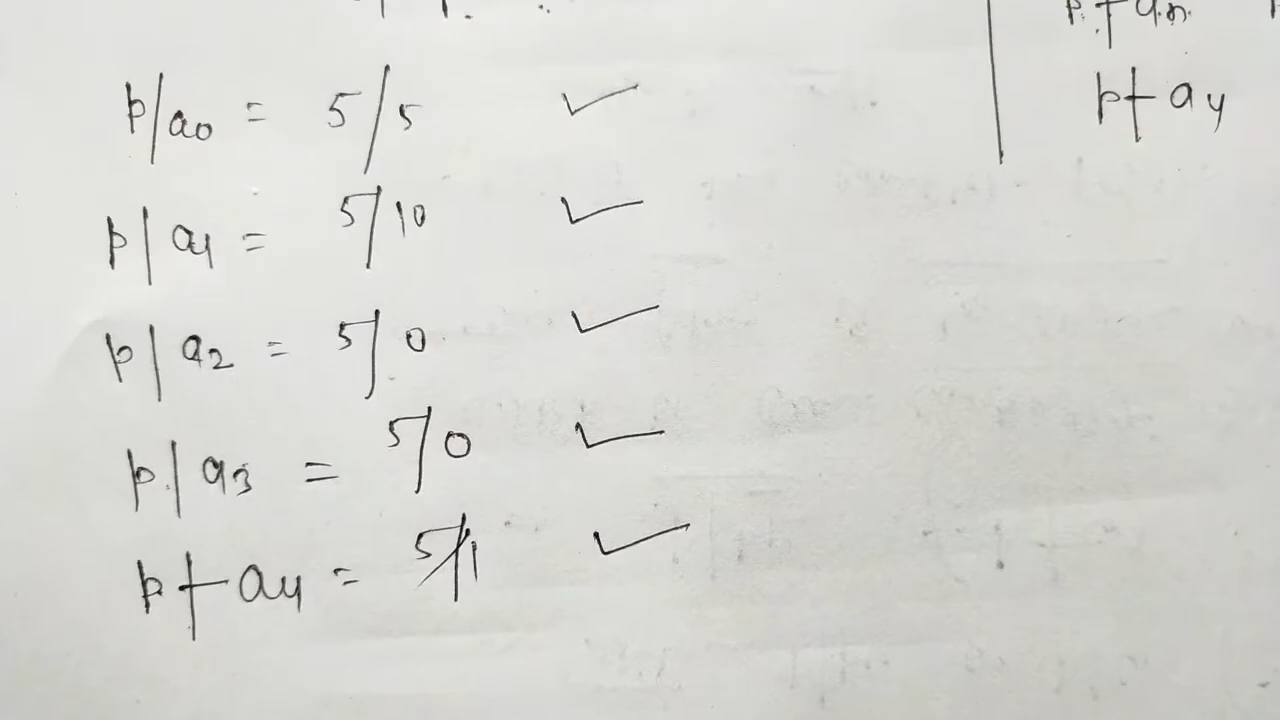 p∤an
p∤a4
p|a0 = 5/5 ✓
p|a1 = 5/10 ✓
p|a2 = 5/0 ✓
p|a3 = 5/0 ✓
p∤a4 = 5∤1 ✓